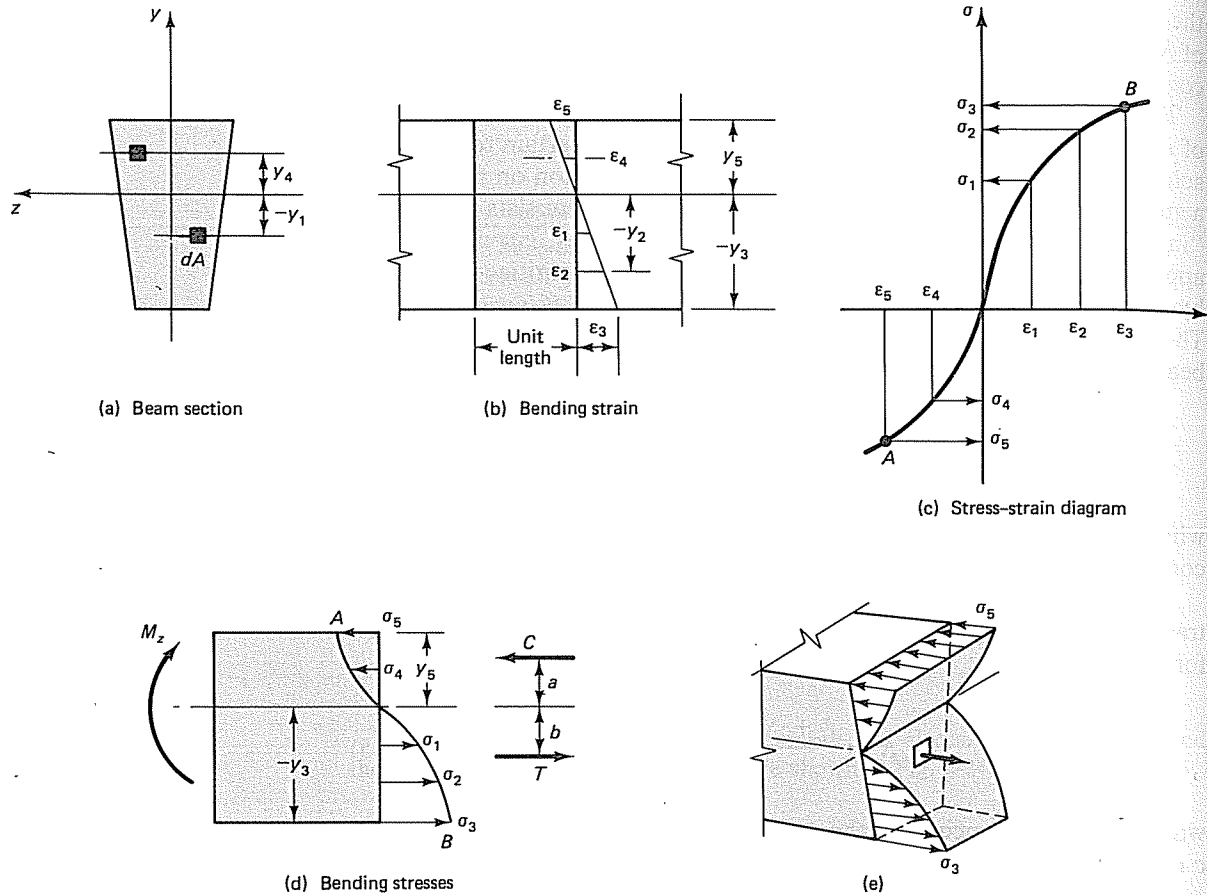 y
z
y₄
−y₁
dA
(a) Beam section
ε₅
ε₄
y₅
ε₁
−y₂
ε₂
−y₃
Unit
length
ε₃
(b) Bending strain
σ
B
σ₃
σ₂
σ₁
ε₅
ε₄
ε₁
ε₂
ε₃
σ₄
σ₅
A
(c) Stress–strain diagram
M_z
A
σ₅
σ₄
y₅
−y₃
σ₁
σ₂
σ₃
B
C
a
b
T
(d) Bending stresses
σ₅
σ₃
(e)